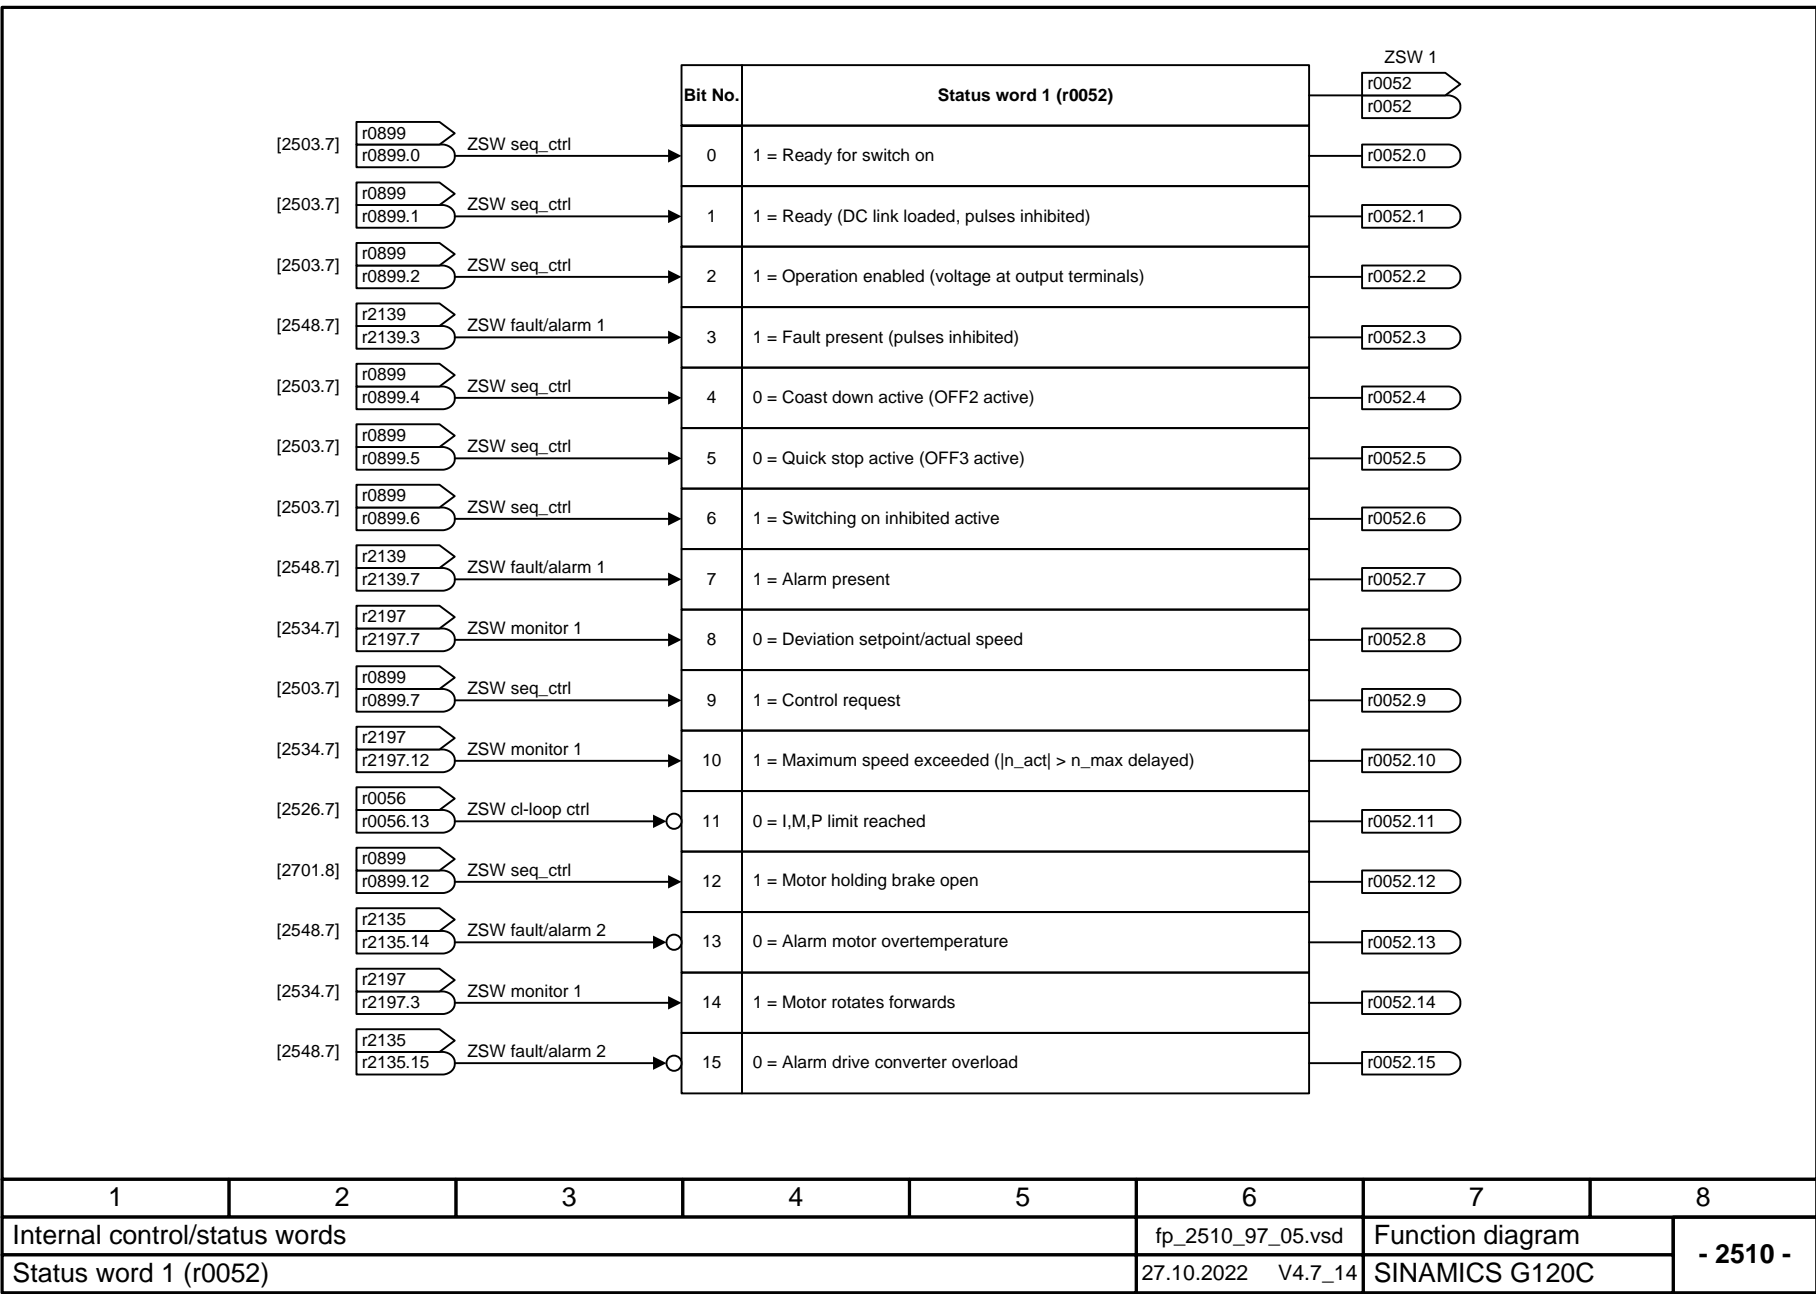 ZSW 1
Bit No. Status word 1 (r0052) r0052
r0052
r0899
[2503.7] r0899.0 ZSW seq_ctrl 0 1 = Ready for switch on r0052.0
r0899
[2503.7] r0899.1 ZSW seq_ctrl 1 1 = Ready (DC link loaded, pulses inhibited) r0052.1
r0899
[2503.7] r0899.2 ZSW seq_ctrl 2 1 = Operation enabled (voltage at output terminals) r0052.2
r2139
[2548.7] r2139.3 ZSW fault/alarm 1 3 1 = Fault present (pulses inhibited) r0052.3
r0899
[2503.7] r0899.4 ZSW seq_ctrl 4 0 = Coast down active (OFF2 active) r0052.4
r0899
[2503.7] r0899.5 ZSW seq_ctrl 5 0 = Quick stop active (OFF3 active) r0052.5
r0899
[2503.7] r0899.6 ZSW seq_ctrl 6 1 = Switching on inhibited active r0052.6
r2139
[2548.7] r2139.7 ZSW fault/alarm 1 7 1 = Alarm present r0052.7
r2197
[2534.7] r2197.7 ZSW monitor 1 8 0 = Deviation setpoint/actual speed r0052.8
r0899
[2503.7] r0899.7 ZSW seq_ctrl 9 1 = Control request r0052.9
r2197
[2534.7] r2197.12 ZSW monitor 1 10 1 = Maximum speed exceeded (|n_act| > n_max delayed) r0052.10
r0056
[2526.7] r0056.13 ZSW cl-loop ctrl 11 0 = I,M,P limit reached r0052.11
r0899
[2701.8] r0899.12 ZSW seq_ctrl 12 1 = Motor holding brake open r0052.12
r2135
[2548.7] r2135.14 ZSW fault/alarm 2 13 0 = Alarm motor overtemperature r0052.13
r2197
[2534.7] r2197.3 ZSW monitor 1 14 1 = Motor rotates forwards r0052.14
r2135
[2548.7] r2135.15 ZSW fault/alarm 2 15 0 = Alarm drive converter overload r0052.15
1 2 3 4 5 6 7 8
Internal control/status words fp_2510_97_05.vsd Function diagram - 2510 -
Status word 1 (r0052) 27.10.2022 V4.7_14 SINAMICS G120C